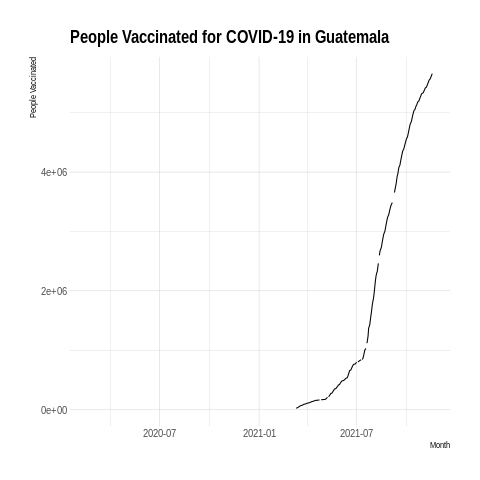 People Vaccinated for COVID-19 in Guatemala
People Vaccinated
4e+06
2e+06
0e+00
2020-07
2021-01
2021-07
Month